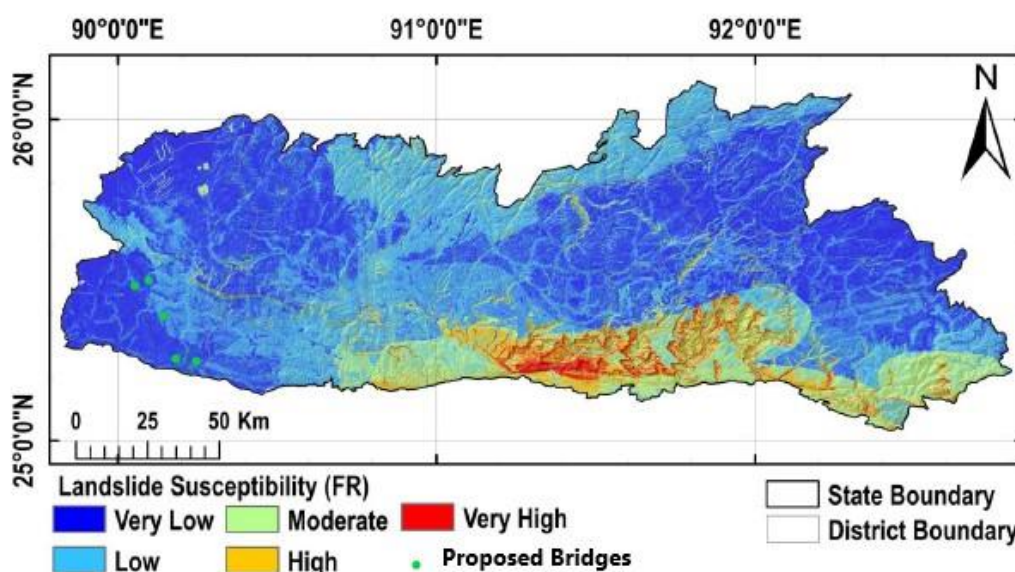 90°0'0"E 91°0'0"E 92°0'0"E
26°0'0"N
N
25°0'0"N
0 25 50 Km
Landslide Susceptibility (FR)
Very Low Moderate Very High State Boundary
Low High Proposed Bridges District Boundary